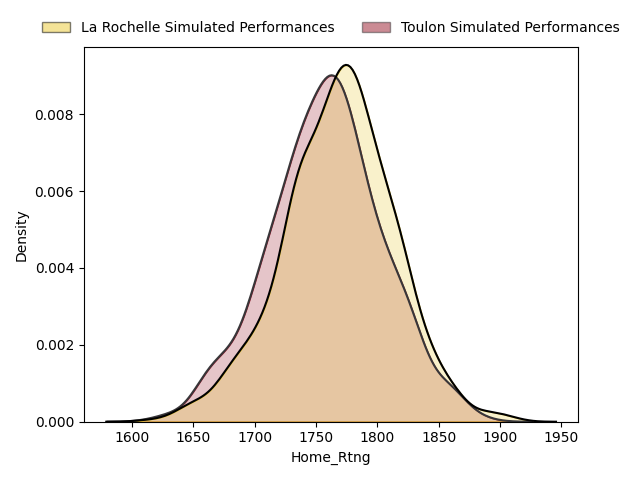 La Rochelle Simulated Performances
Toulon Simulated Performances
0.008
0.006
0.004
0.002
0.000
Density
1600 1650 1700 1750 1800 1850 1900 1950
Home_Rtng